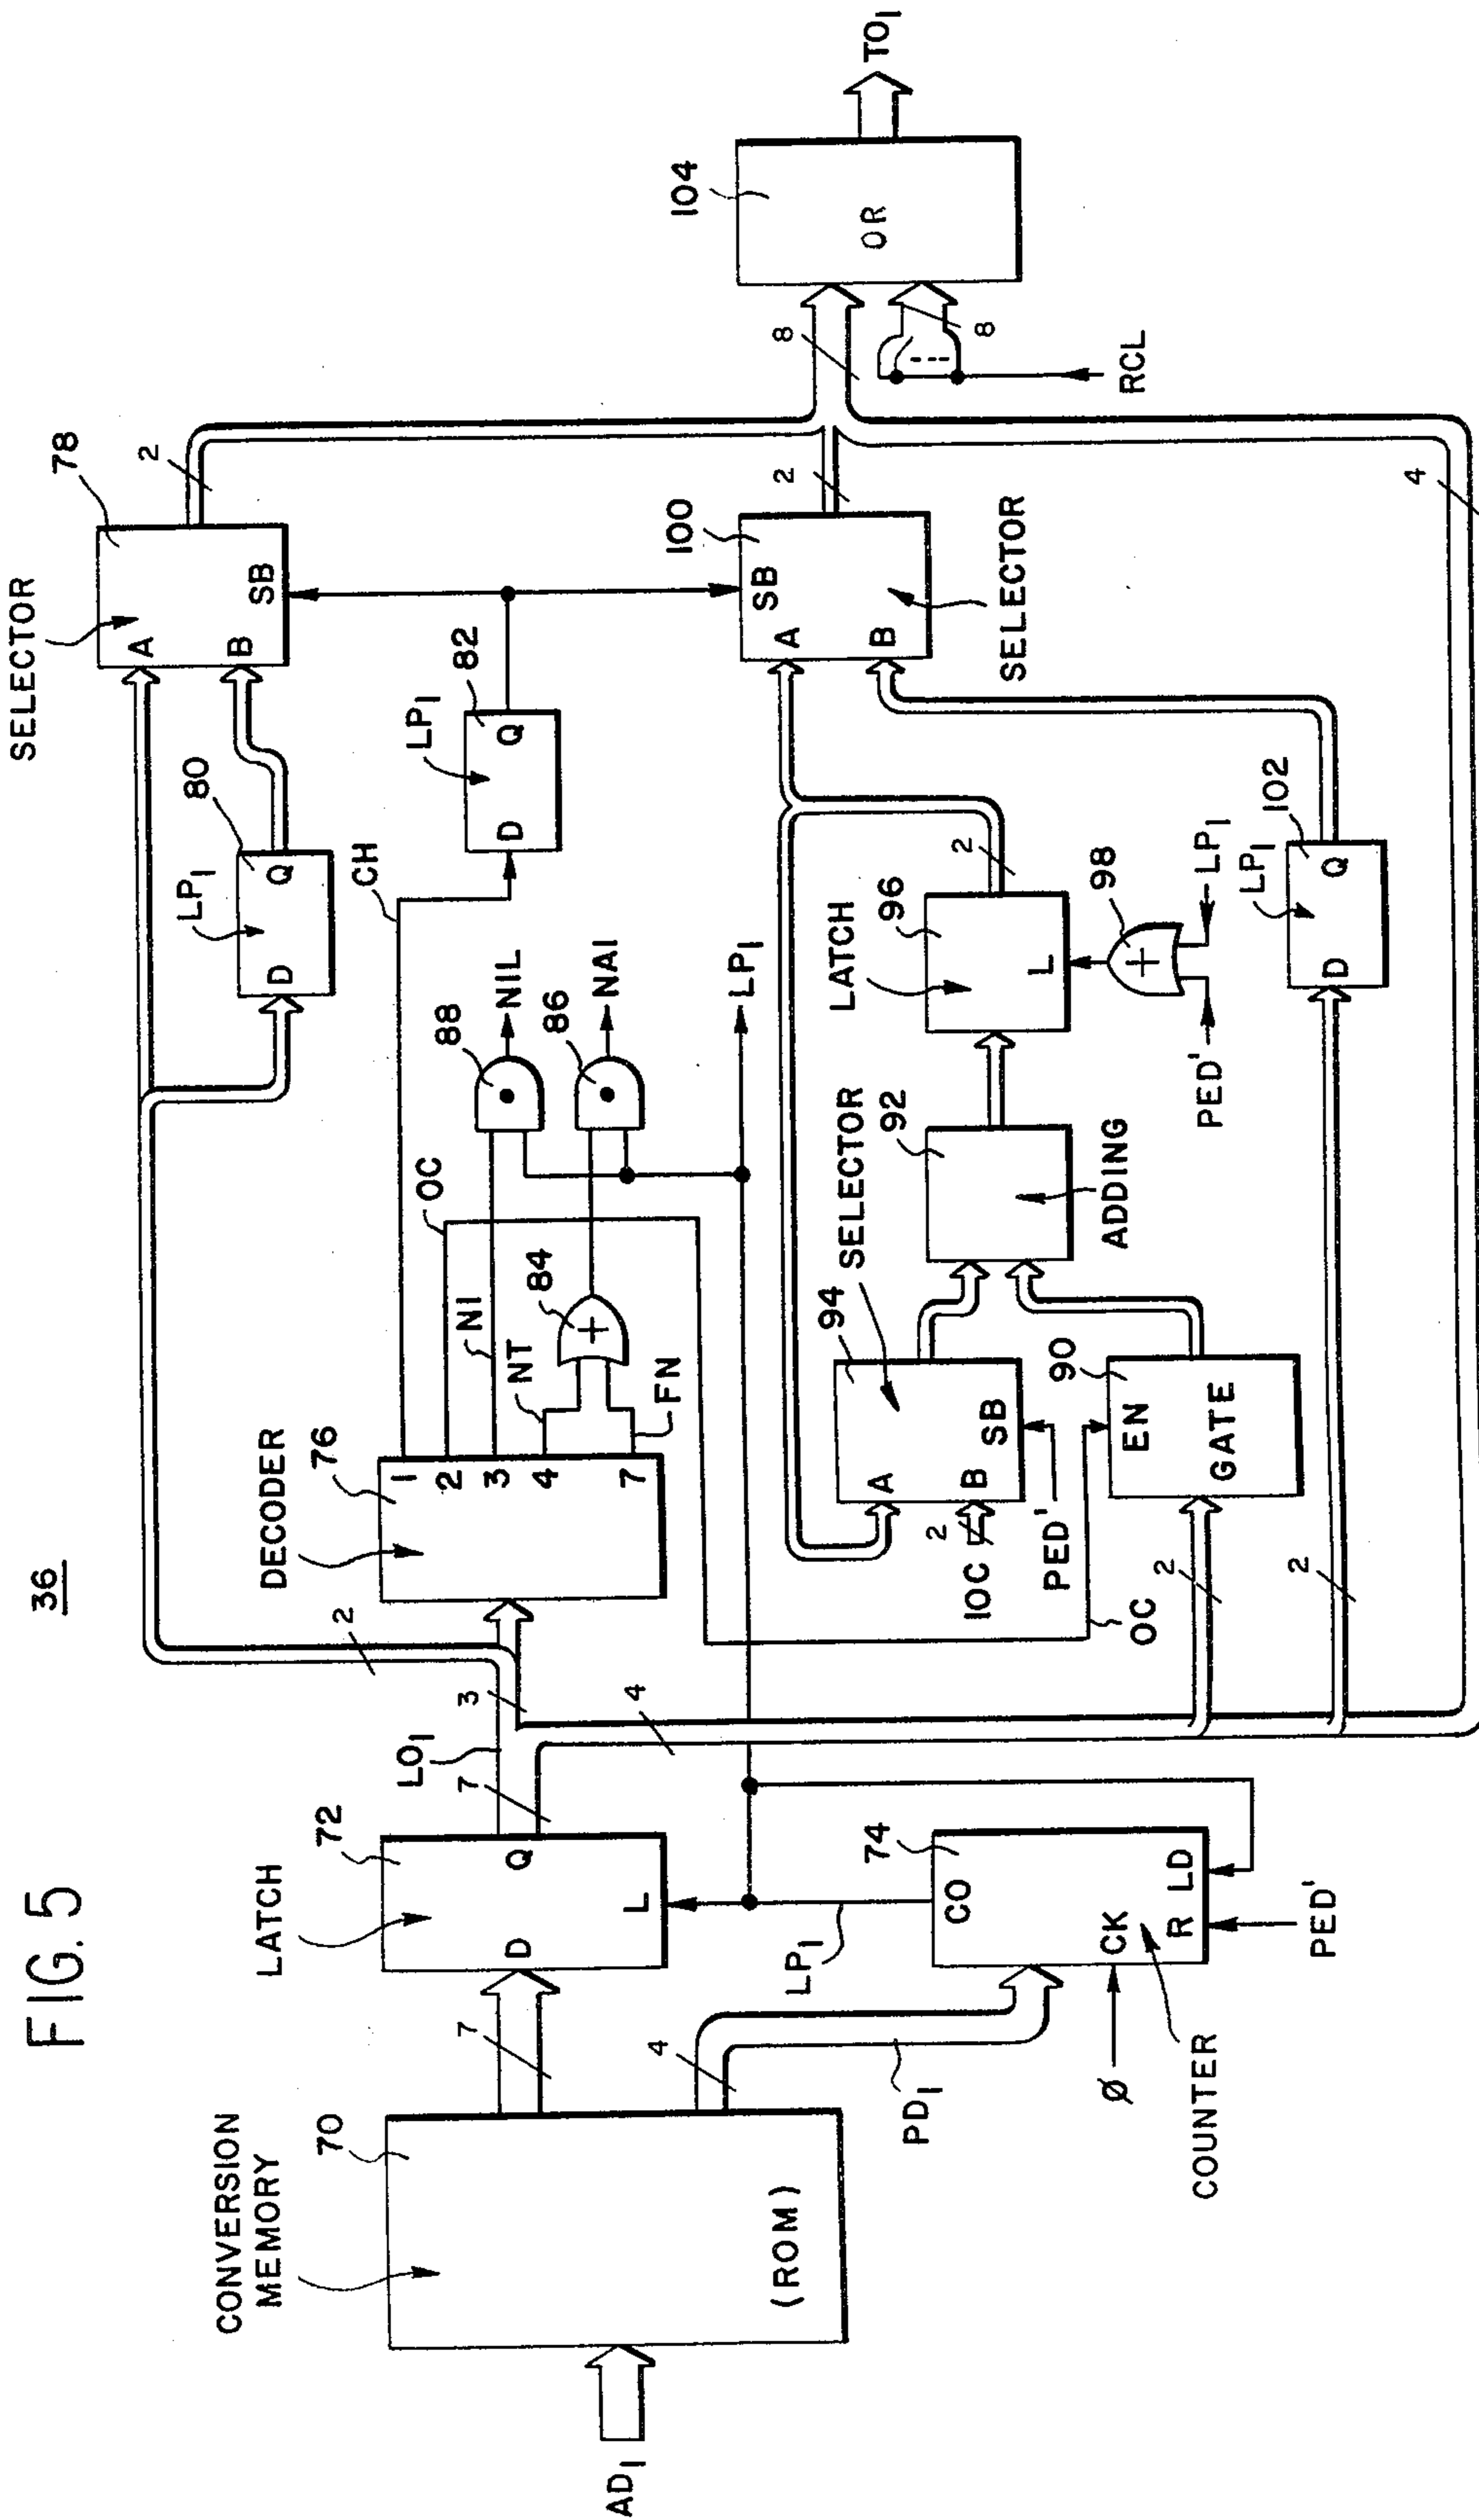 FIG. 5
36
SELECTOR
78
A
B
SB
2
80
LP1
D
Q
2
DECODER
76
1
2
3
4
7
CH
OC
NI
NT
FN
84
88
NIL
86
NAI
LP1
82
LP1
D
Q
104
OR
TO1
8
8
RCL
CONVERSION
MEMORY
70
(ROM)
AD1
7
4
PD1
LATCH
72
D
Q
L
LO1
7
3
4
LP1
74
CO
CK
R
LD
Ø
COUNTER
PED'
94
SELECTOR
A
B
SB
2
IOC
PED'
OC
90
EN
GATE
2
2
92
ADDING
LATCH
96
L
2
98
PED'
LP1
100
SB
A
B
SELECTOR
2
102
LP1
D
Q
4